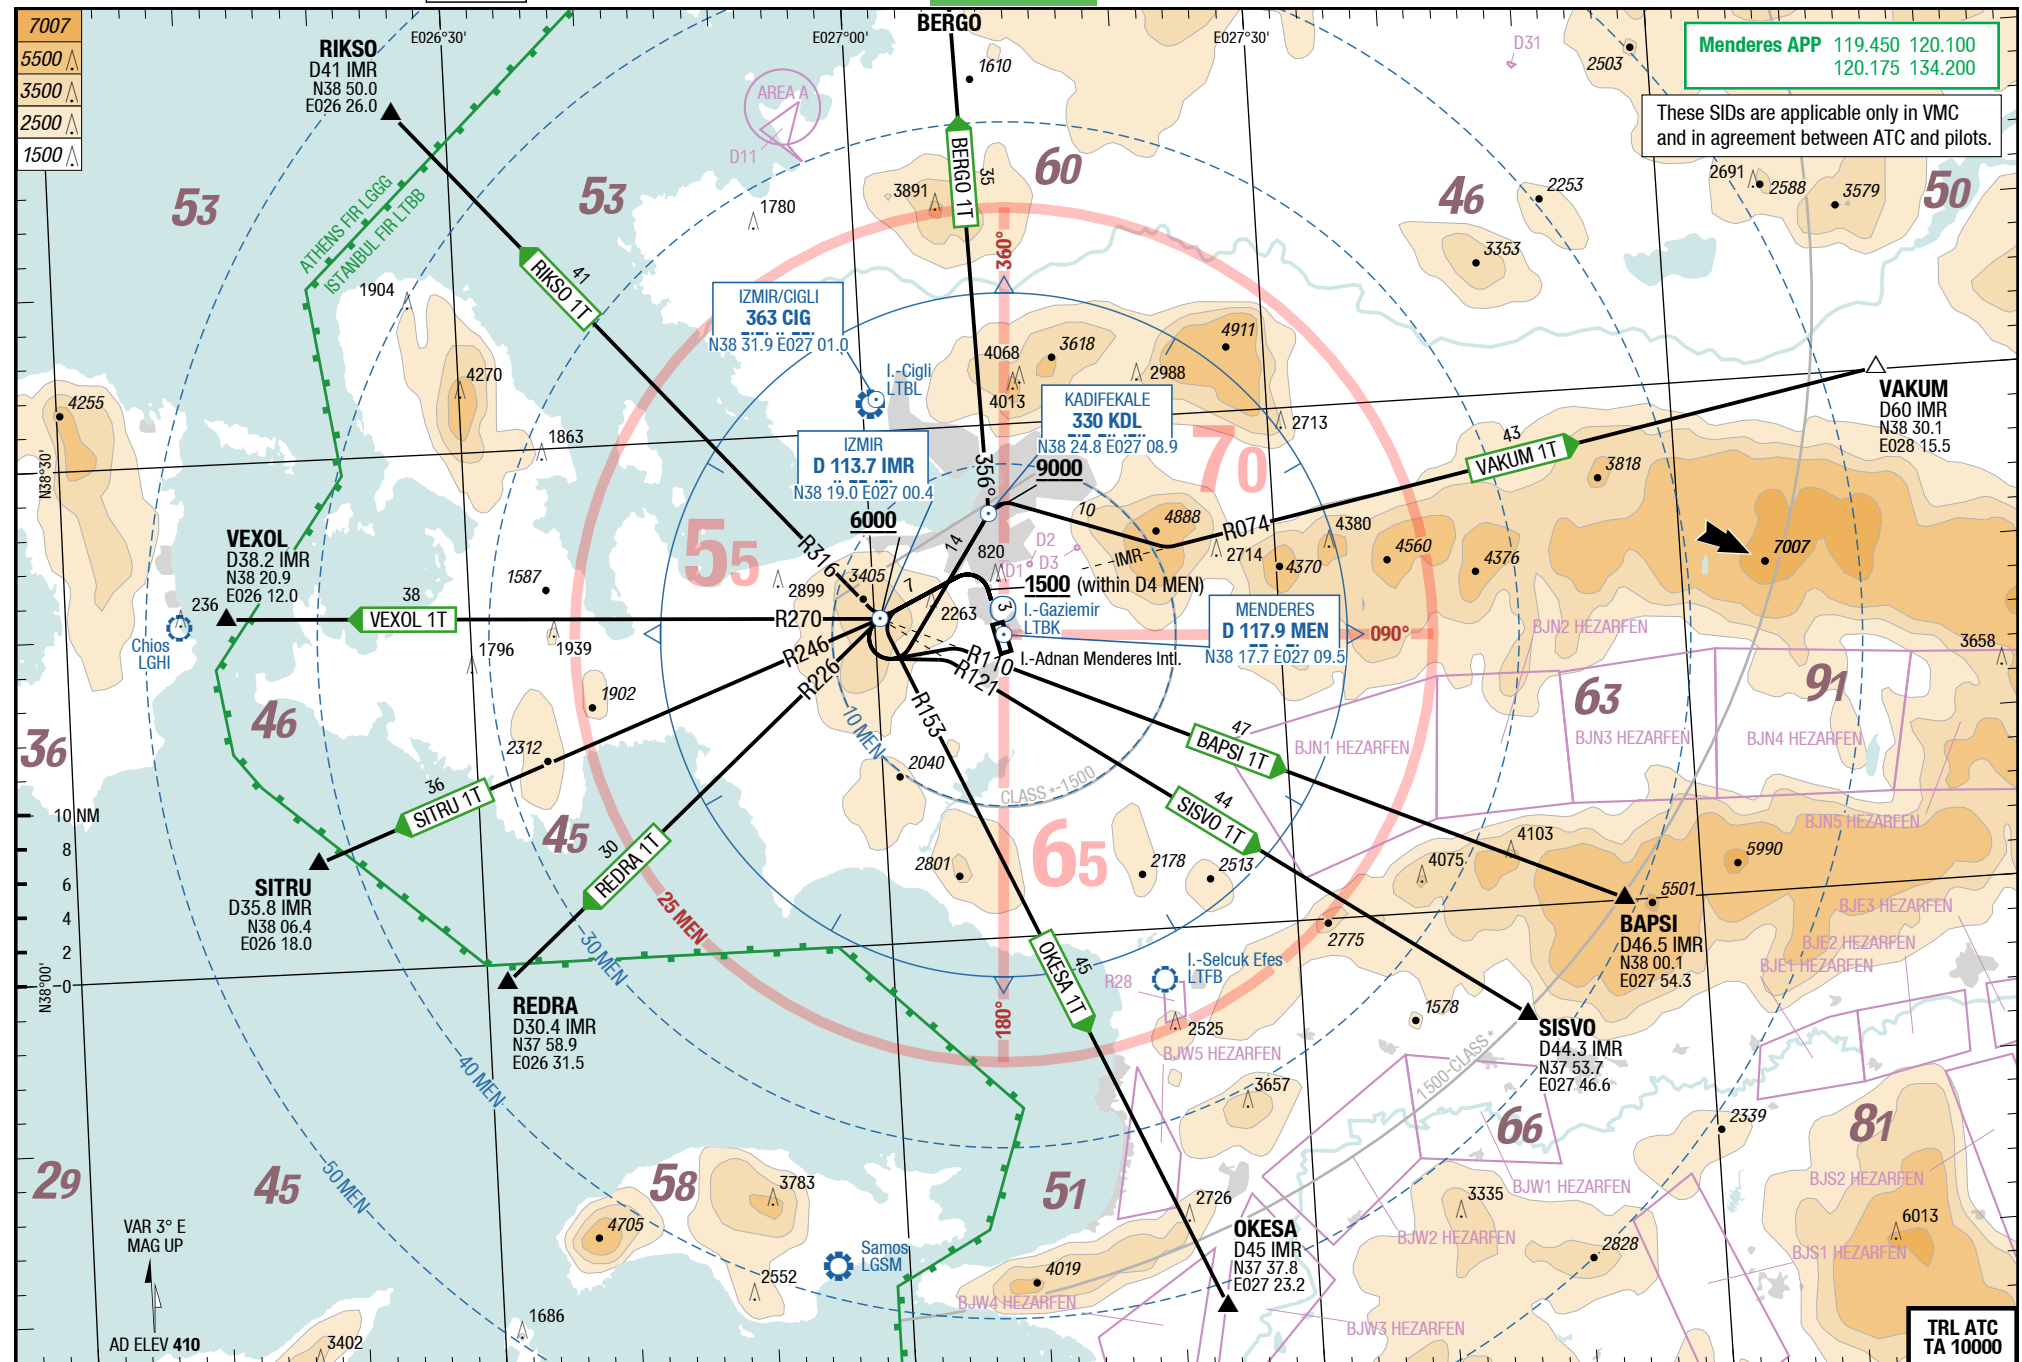 7007
5500
3500
2500
1500
RIKSO
D41 IMR
N38 50.0
E026 26.0
E026°30'
E027°00'
BERGO
E027°30'
1610
D31
2503
Menderes APP 119.450 120.100
120.175 134.200
These SIDs are applicable only in VMC
and in agreement between ATC and pilots.
AREA A
D11
53
53
60
46
50
ATHENS FIR LGGG
ISTANBUL FIR LTBB
1780
3891
BERGO 1T
35
2253
2691
2588
3579
3353
360°
RIKSO 1T
41
1904
IZMIR/CIGLI
363 CIG
N38 31.9 E027 01.0
I.-Cigli
LTBL
4068
3618
4911
4013
2988
2713
4270
4255
1863
N38°30'
KADIFEKALE
330 KDL
N38 24.8 E027 08.9
IZMIR
D 113.7 IMR
N38 19.0 E027 00.4
9000
6000
356°
70
55
VAKUM
D60 IMR
N38 30.1
E028 15.5
VAKUM 1T
43
3818
R074
IMR
10
4888
2714
4380
4370
4560
4376
7007
D2
D3
D1
820
14
7
3
1500 (within D4 MEN)
I.-Gaziemir
LTBK
MENDERES
D 117.9 MEN
N38 17.7 E027 09.5
090°
I.-Adnan Menderes Intl.
R316
3405
2899
2263
VEXOL
D38.2 IMR
N38 20.9
E026 12.0
236
Chios
LGHI
VEXOL 1T
38
1587
R270
R246
R226
R110
R121
R153
1796
1939
1902
2312
BJN2 HEZARFEN
3658
63
91
BJN1 HEZARFEN
BJN3 HEZARFEN
BJN4 HEZARFEN
46
36
10 MEN
2040
CLASS *-1500
BAPSI 1T
47
SISVO 1T
44
SITRU 1T
36
REDRA 1T
30
45
10 NM
8
6
4
2
0
SITRU
D35.8 IMR
N38 06.4
E026 18.0
65
2801
2178
2513
4075
4103
5990
BJN5 HEZARFEN
5501
BAPSI
D46.5 IMR
N38 00.1
E027 54.3
BJE3 HEZARFEN
BJE2 HEZARFEN
BJE1 HEZARFEN
25 MEN
30 MEN
40 MEN
50 MEN
2775
N38°00'
REDRA
D30.4 IMR
N37 58.9
E026 31.5
OKESA 1T
45
180°
R28
I.-Selcuk Efes
LTFB
2525
BJW5 HEZARFEN
1578
SISVO
D44.3 IMR
N37 53.7
E027 46.6
1500-CLASS *
3657
66
2339
81
29
45
58
51
3783
4705
2552
Samos
LGSM
2726
4019
OKESA
D45 IMR
N37 37.8
E027 23.2
BJW4 HEZARFEN
BJW3 HEZARFEN
BJW2 HEZARFEN
BJW1 HEZARFEN
3335
2828
BJS2 HEZARFEN
BJS1 HEZARFEN
6013
VAR 3° E
MAG UP
AD ELEV 410
1686
3402
TRL ATC
TA 10000